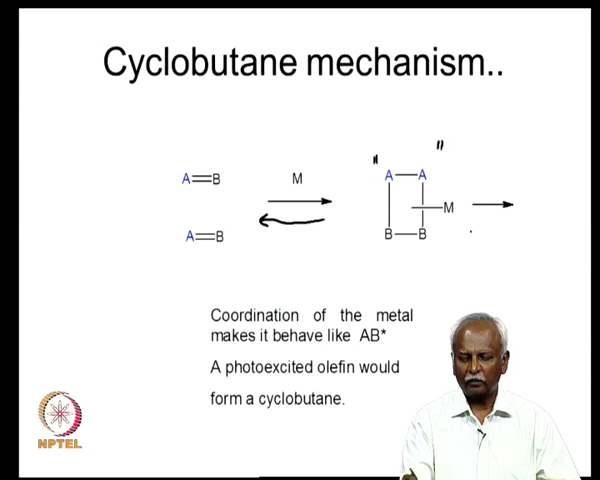 Cyclobutane mechanism..
A=B M A—A
—M
A=B B—B
Coordination of the metal
makes it behave like AB*
A photoexcited olefin would
form a cyclobutane.
NPTEL